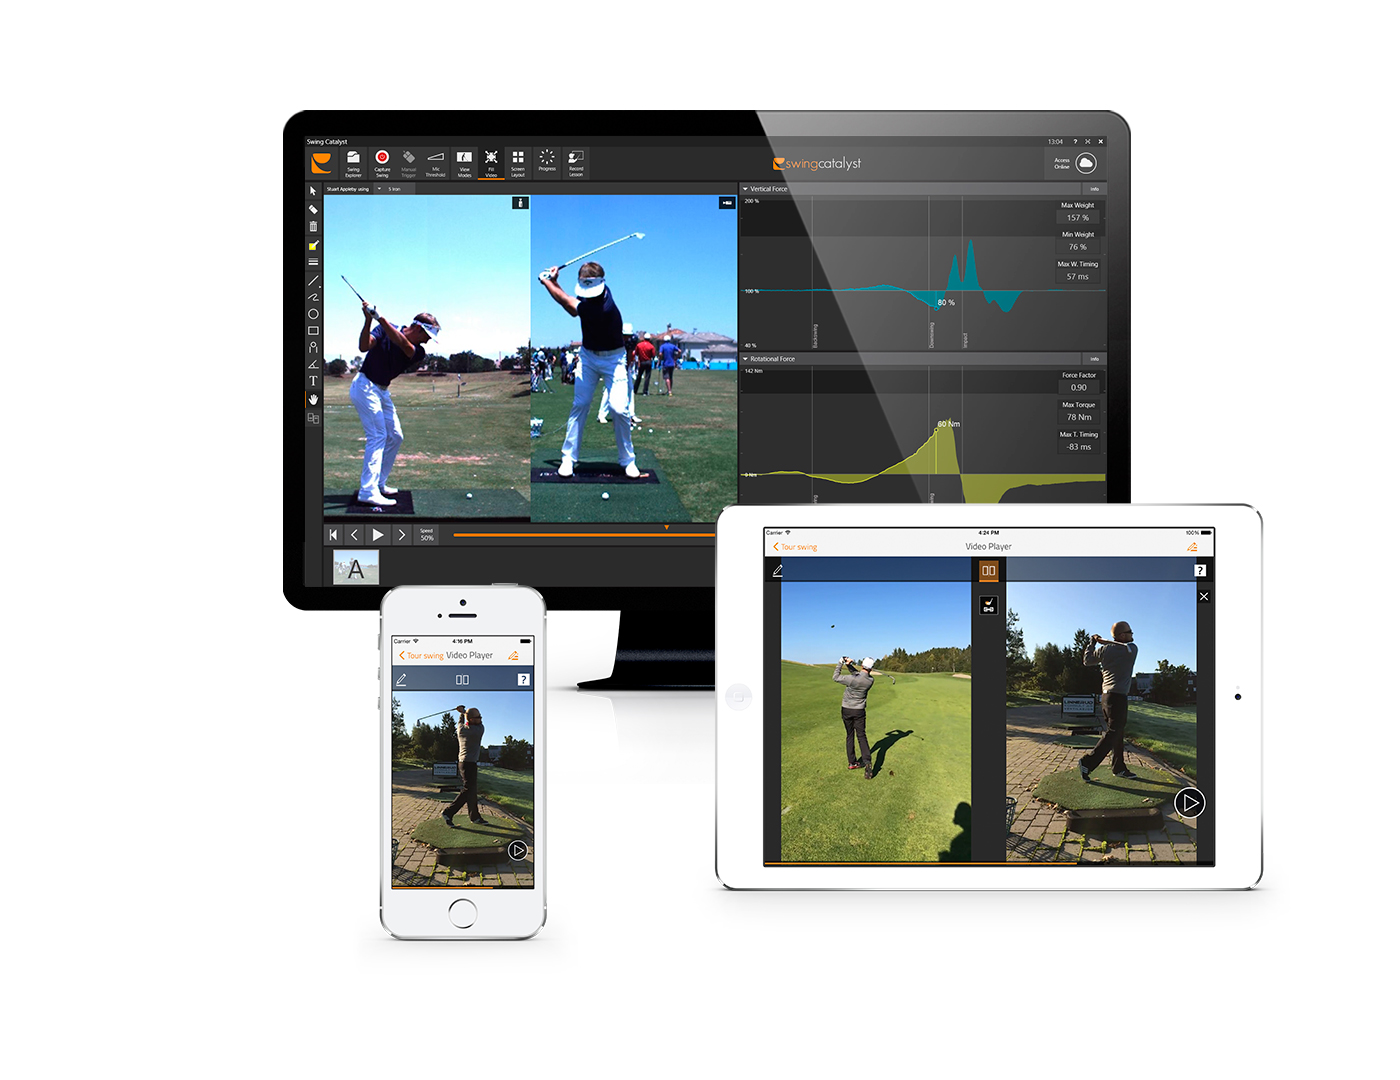 Swing Catalyst
13:04
Swing
Explorer
Capture
Swing
Manual
Trigger
Mic
Threshold
View
Modes
Fill
Video
Screen
Layout
Progress
Record
Lesson
swingcatalyst
Access
Online
Stuart Appleby using
5 Iron
Vertical Force
Info
200 %
Max Weight
157 %
Min Weight
76 %
Max W. Timing
57 ms
100 %
80 %
Backswing
Downswing
Impact
40 %
Rotational Force
Info
142 Nm
Force Factor
0.90
Max Torque
78 Nm
Max T. Timing
-83 ms
60 Nm
T
Speed
50%
A
Carrier
4:16 PM
Tour swing
Video Player
?
Carrier
4:24 PM
100%
Tour swing
Video Player
?